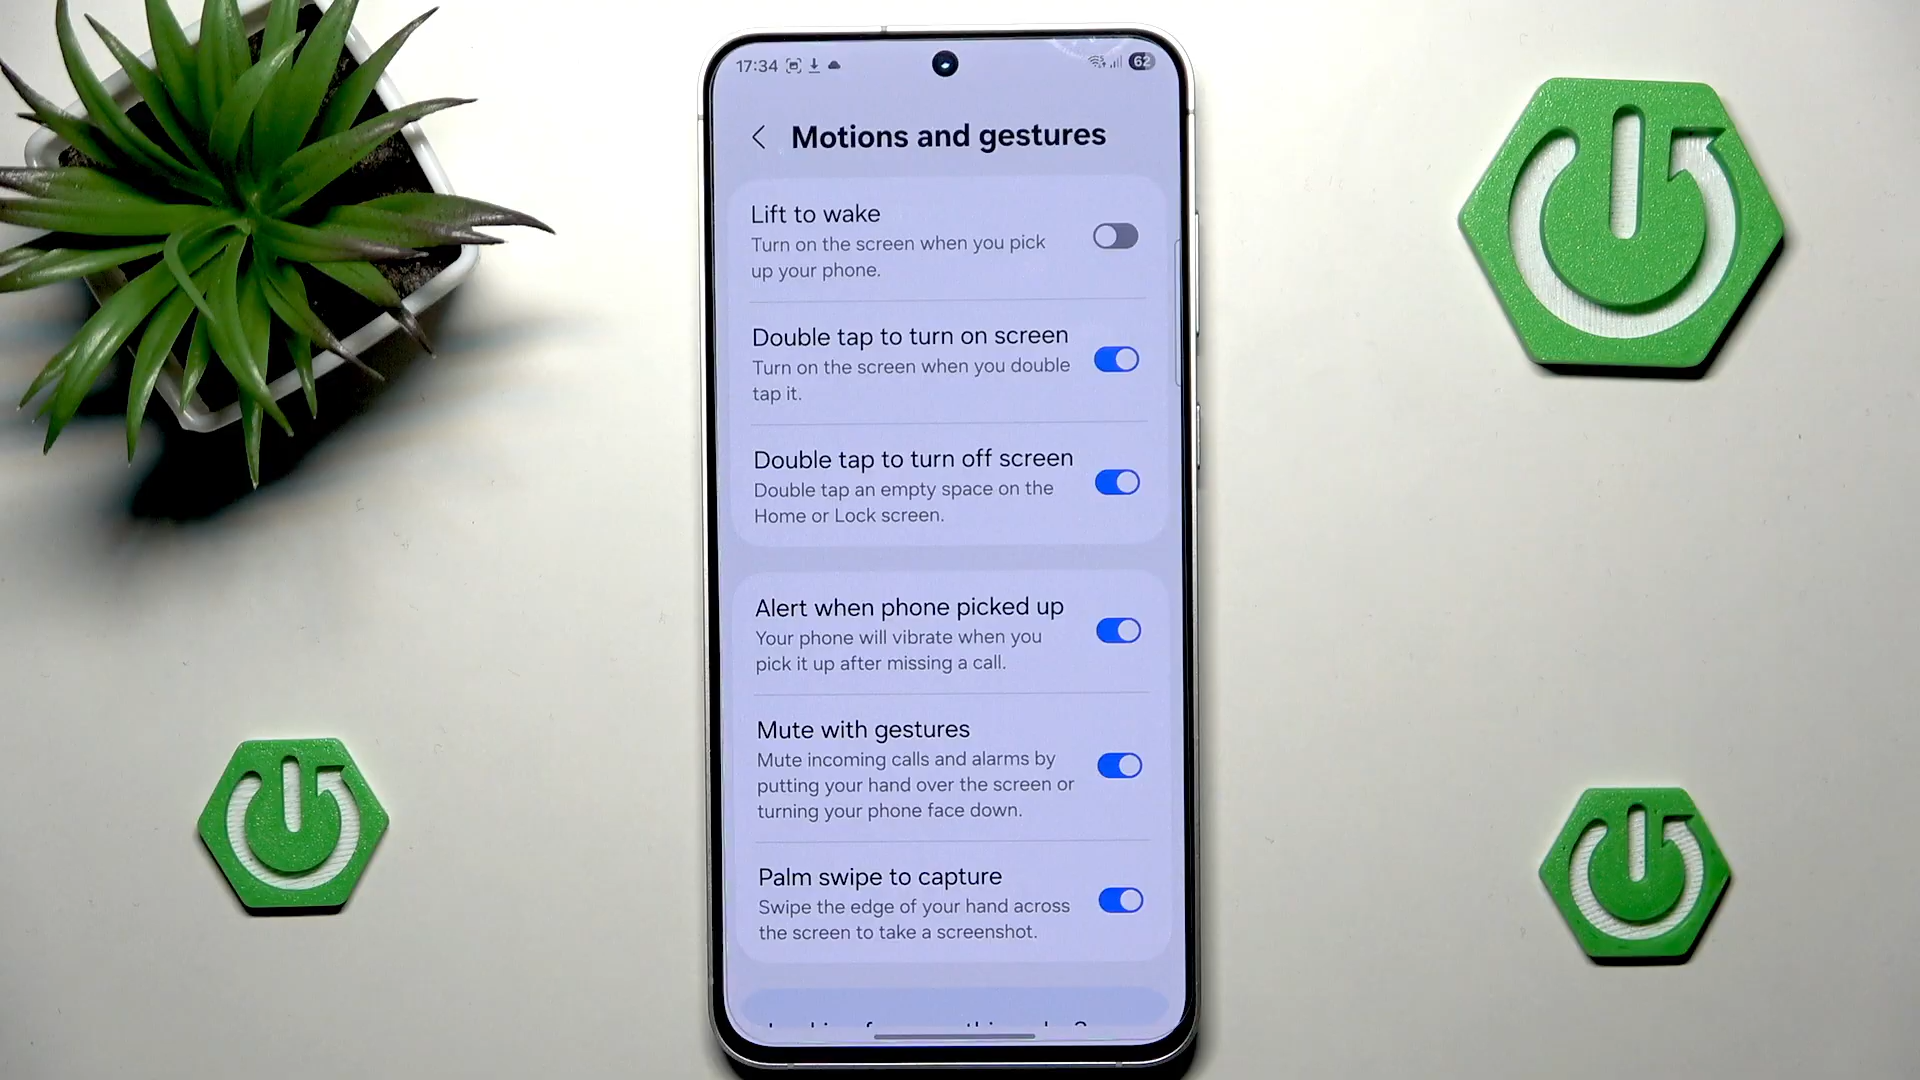 17:34
62
Motions and gestures
Lift to wake
Turn on the screen when you pick
up your phone.
Double tap to turn on screen
Turn on the screen when you double
tap it.
Double tap to turn off screen
Double tap an empty space on the
Home or Lock screen.
Alert when phone picked up
Your phone will vibrate when you
pick it up after missing a call.
Mute with gestures
Mute incoming calls and alarms by
putting your hand over the screen or
turning your phone face down.
Palm swipe to capture
Swipe the edge of your hand across
the screen to take a screenshot.